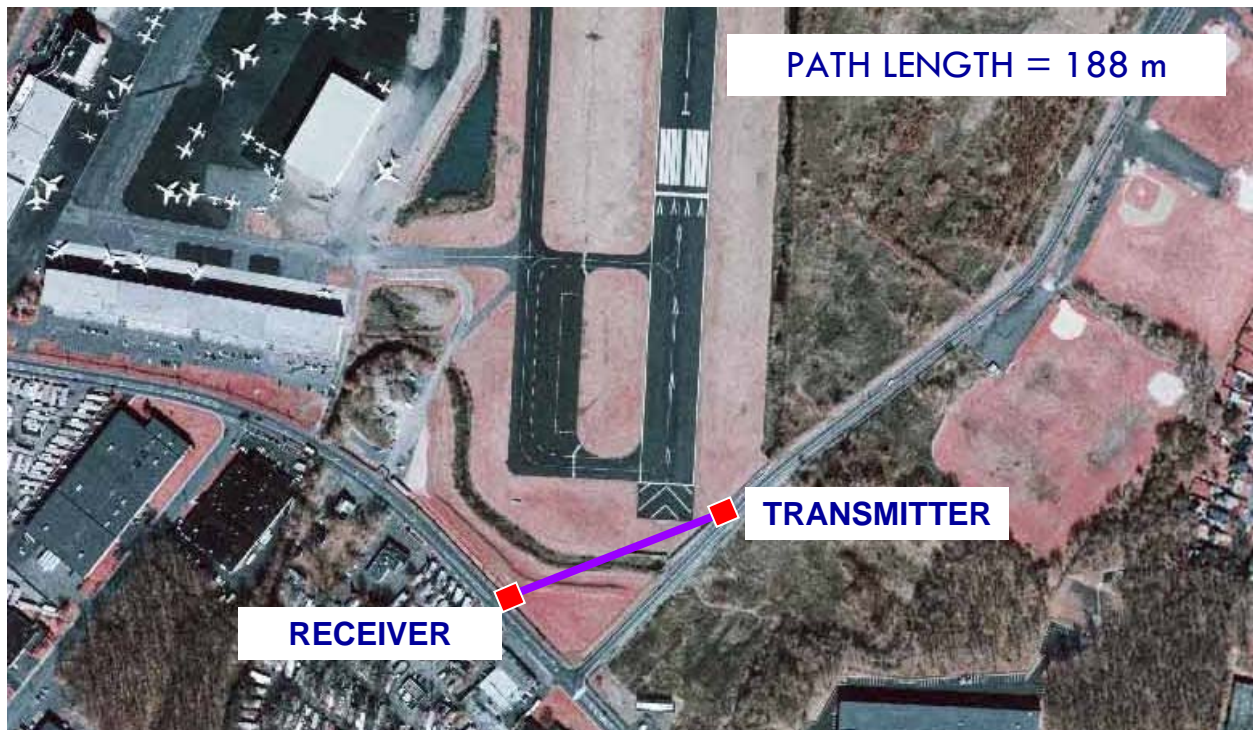 PATH LENGTH = 188 m
TRANSMITTER
RECEIVER